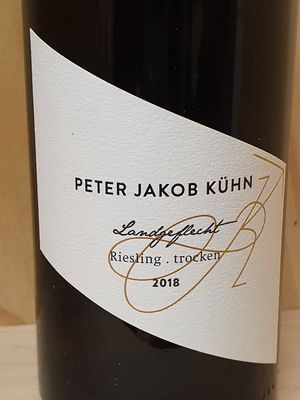 PETER JAKOB KÜHN
Landgeflecht
Riesling . trocken
2018